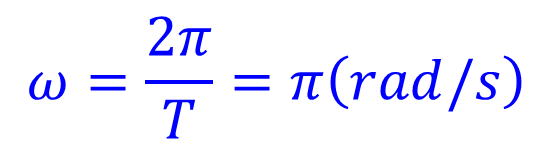 ω = 2π/T = π(rad/s)